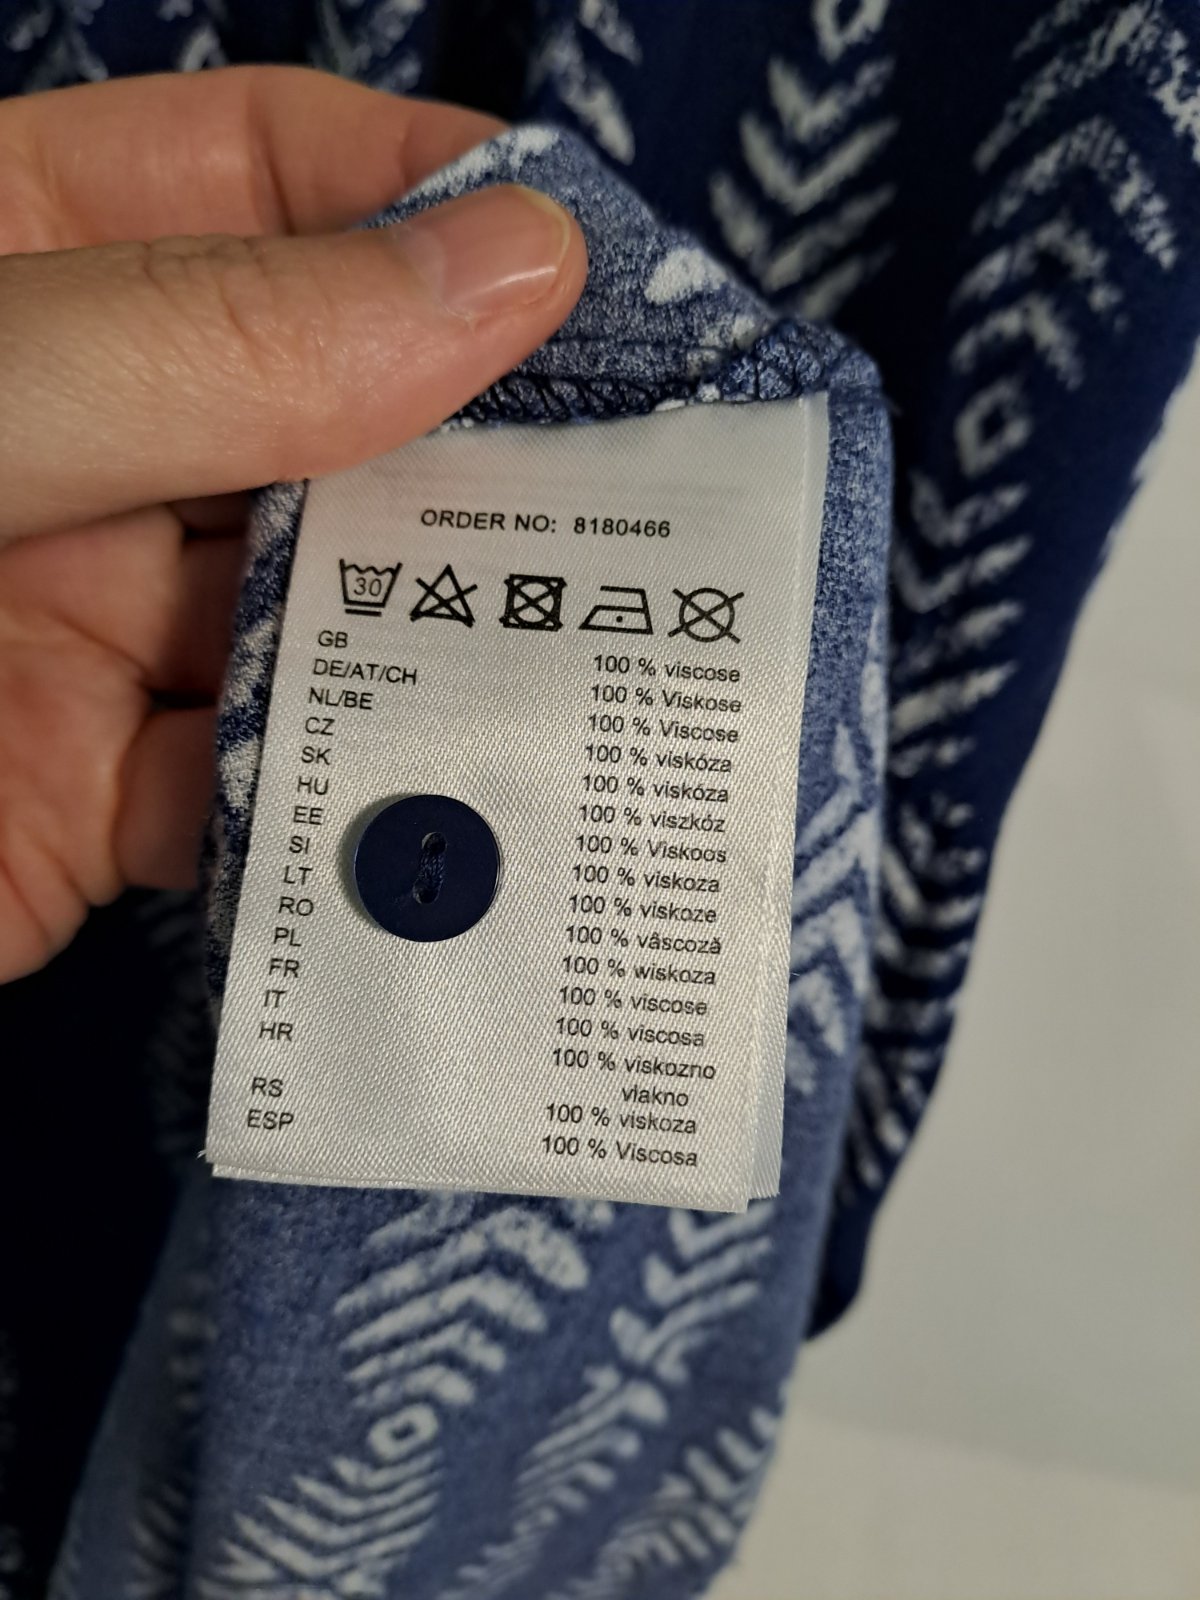 ORDER NO: 8180466
30
GB 100 % viscose
DE/AT/CH 100 % Viskose
NL/BE 100 % Viscose
CZ 100 % viskóza
SK 100 % viskóza
HU 100 % viszkóz
EE 100 % Viskoos
SI 100 % viskoza
LT 100 % viskoze
RO 100 % vâscoză
PL 100 % wiskoza
FR 100 % viscose
IT 100 % viscosa
HR 100 % viskozno
vlakno
RS 100 % viskoza
ESP 100 % Viscosa